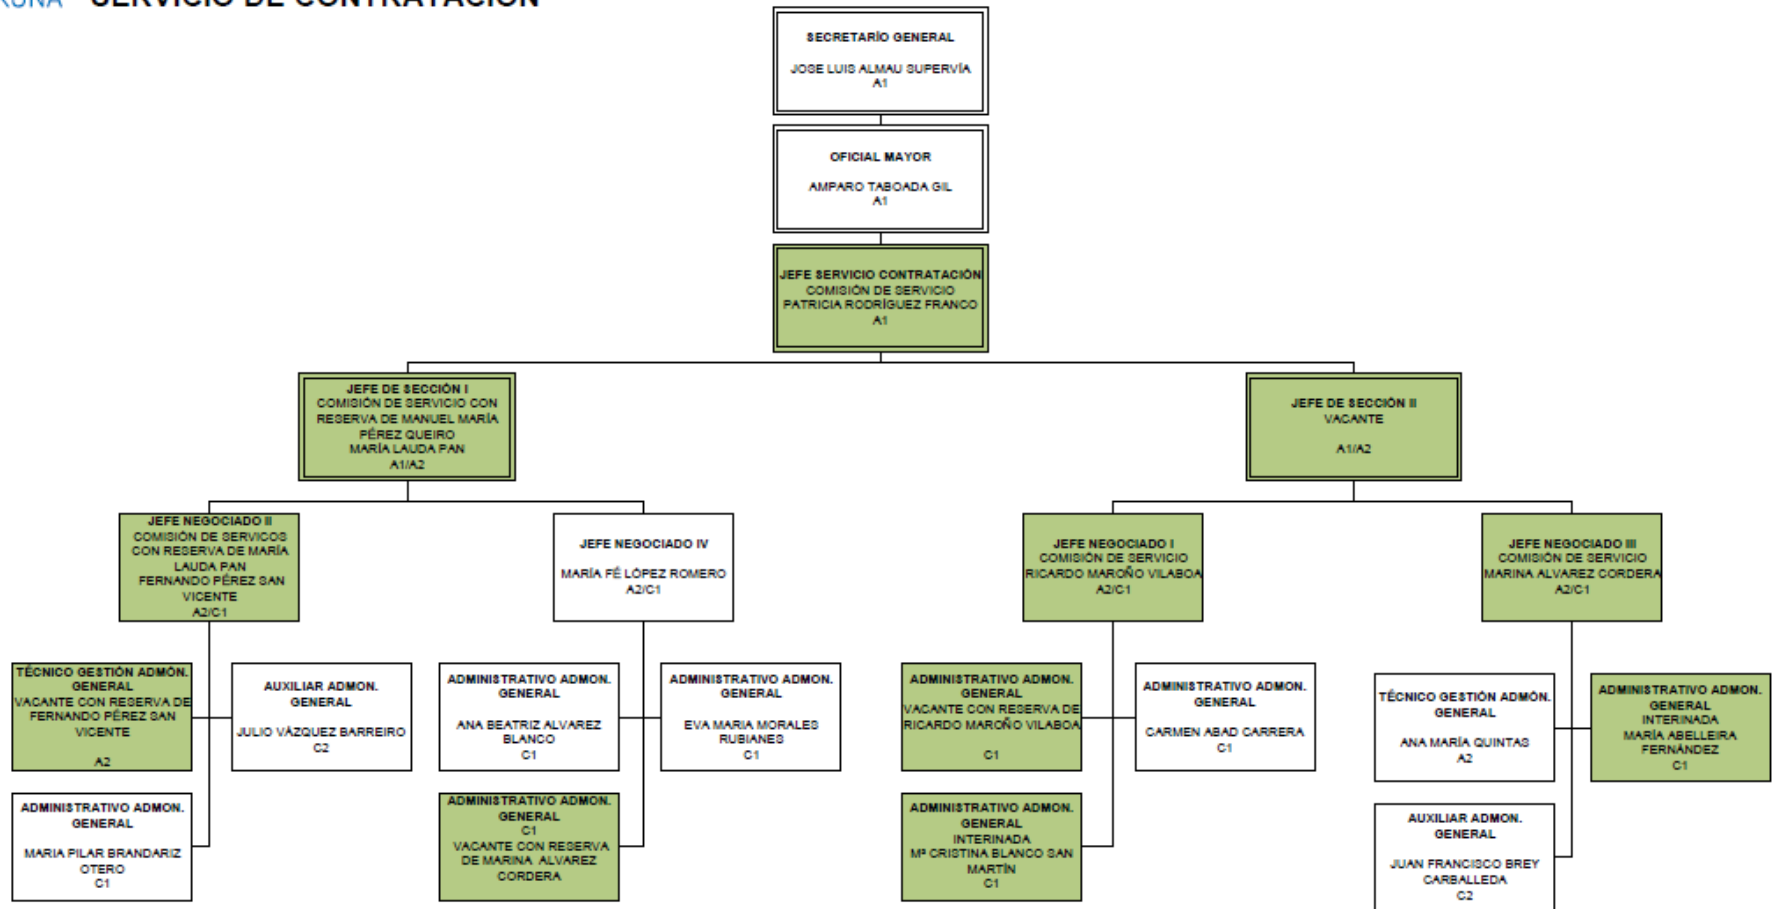 RUÑA SERVICIO DE CONTRATACIÓN
SECRETARÍO GENERAL
JOSE LUIS ALMAU SUPERVÍA
A1
OFICIAL MAYOR
AMPARO TABOADA GIL
A1
JEFE SERVICIO CONTRATACIÓN
COMISIÓN DE SERVICIO
PATRICIA RODRÍGUEZ FRANCO
A1
JEFE DE SECCIÓN I
COMISIÓN DE SERVICIO CON
RESERVA DE MANUEL MARÍA
PÉREZ QUEIRO
MARÍA LAUDA PAN
A1/A2
JEFE DE SECCIÓN II
VACANTE
A1/A2
JEFE NEGOCIADO II
COMISIÓN DE SERVICOS
CON RESERVA DE MARÍA
LAUDA PAN
FERNANDO PÉREZ SAN
VICENTE
A2/C1
JEFE NEGOCIADO IV
MARÍA FÉ LÓPEZ ROMERO
A2/C1
JEFE NEGOCIADO I
COMISIÓN DE SERVICIO
RICARDO MAROÑO VILABOA
A2/C1
JEFE NEGOCIADO III
COMISIÓN DE SERVICIO
MARINA ALVAREZ CORDERA
A2/C1
TÉCNICO GESTIÓN ADMÓN.
GENERAL
VACANTE CON RESERVA DE
FERNANDO PÉREZ SAN
VICENTE
A2
AUXILIAR ADMON.
GENERAL
JULIO VÁZQUEZ BARREIRO
C2
ADMINISTRATIVO ADMON.
GENERAL
ANA BEATRIZ ALVAREZ
BLANCO
C1
ADMINISTRATIVO ADMON.
GENERAL
EVA MARIA MORALES
RUBIANES
C1
ADMINISTRATIVO ADMON.
GENERAL
VACANTE CON RESERVA DE
RICARDO MAROÑO VILABOA
C1
ADMINISTRATIVO ADMON.
GENERAL
CARMEN ABAD CARRERA
C1
TÉCNICO GESTIÓN ADMÓN.
GENERAL
ANA MARÍA QUINTAS
A2
ADMINISTRATIVO ADMON.
GENERAL
INTERINADA
MARÍA ABELLEIRA
FERNÁNDEZ
C1
ADMINISTRATIVO ADMON.
GENERAL
MARIA PILAR BRANDARIZ
OTERO
C1
ADMINISTRATIVO ADMON.
GENERAL
C1
VACANTE CON RESERVA
DE MARINA ALVAREZ
CORDERA
ADMINISTRATIVO ADMON.
GENERAL
INTERINADA
Mª CRISTINA BLANCO SAN
MARTÍN
C1
AUXILIAR ADMON.
GENERAL
JUAN FRANCISCO BREY
CARBALLEDA
C2